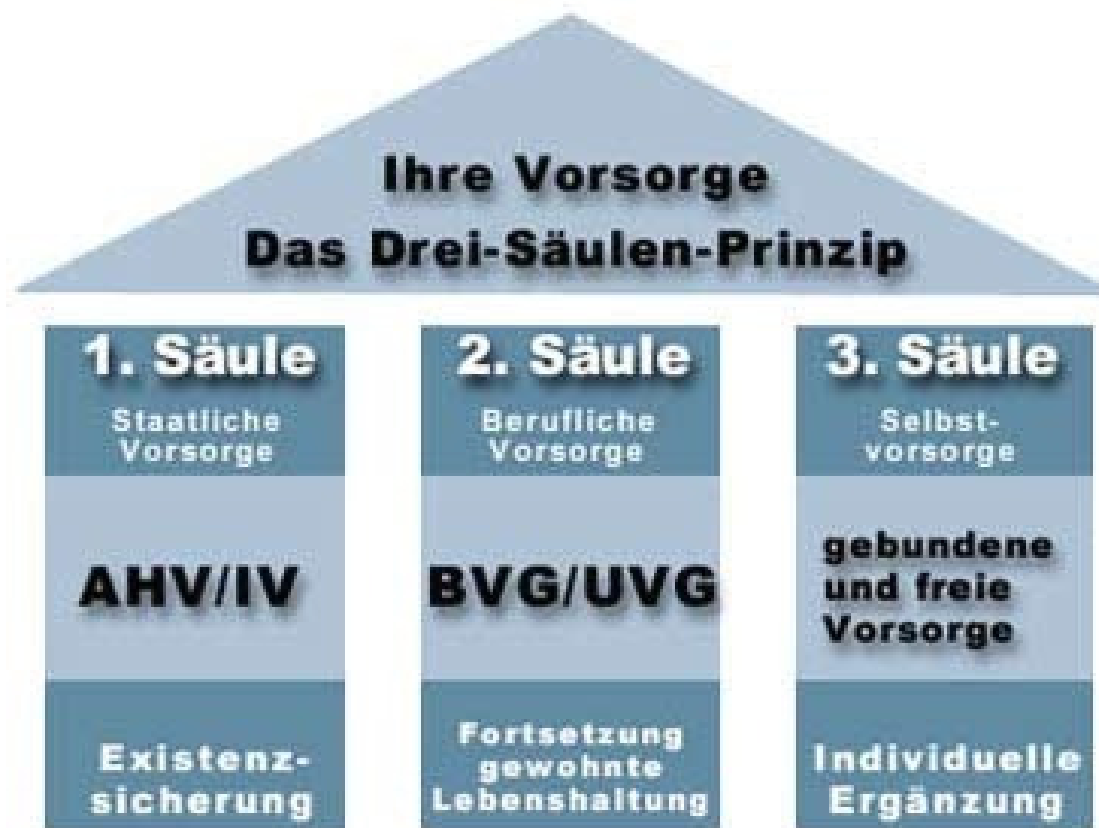 Ihre Vorsorge
Das Drei-Säulen-Prinzip
1. Säule
Staatliche
Vorsorge
AHV/IV
Existenz-
sicherung
2. Säule
Berufliche
Vorsorge
BVG/UVG
Fortsetzung
gewohnte
Lebenshaltung
3. Säule
Selbst-
vorsorge
gebundene
und freie
Vorsorge
Individuelle
Ergänzung